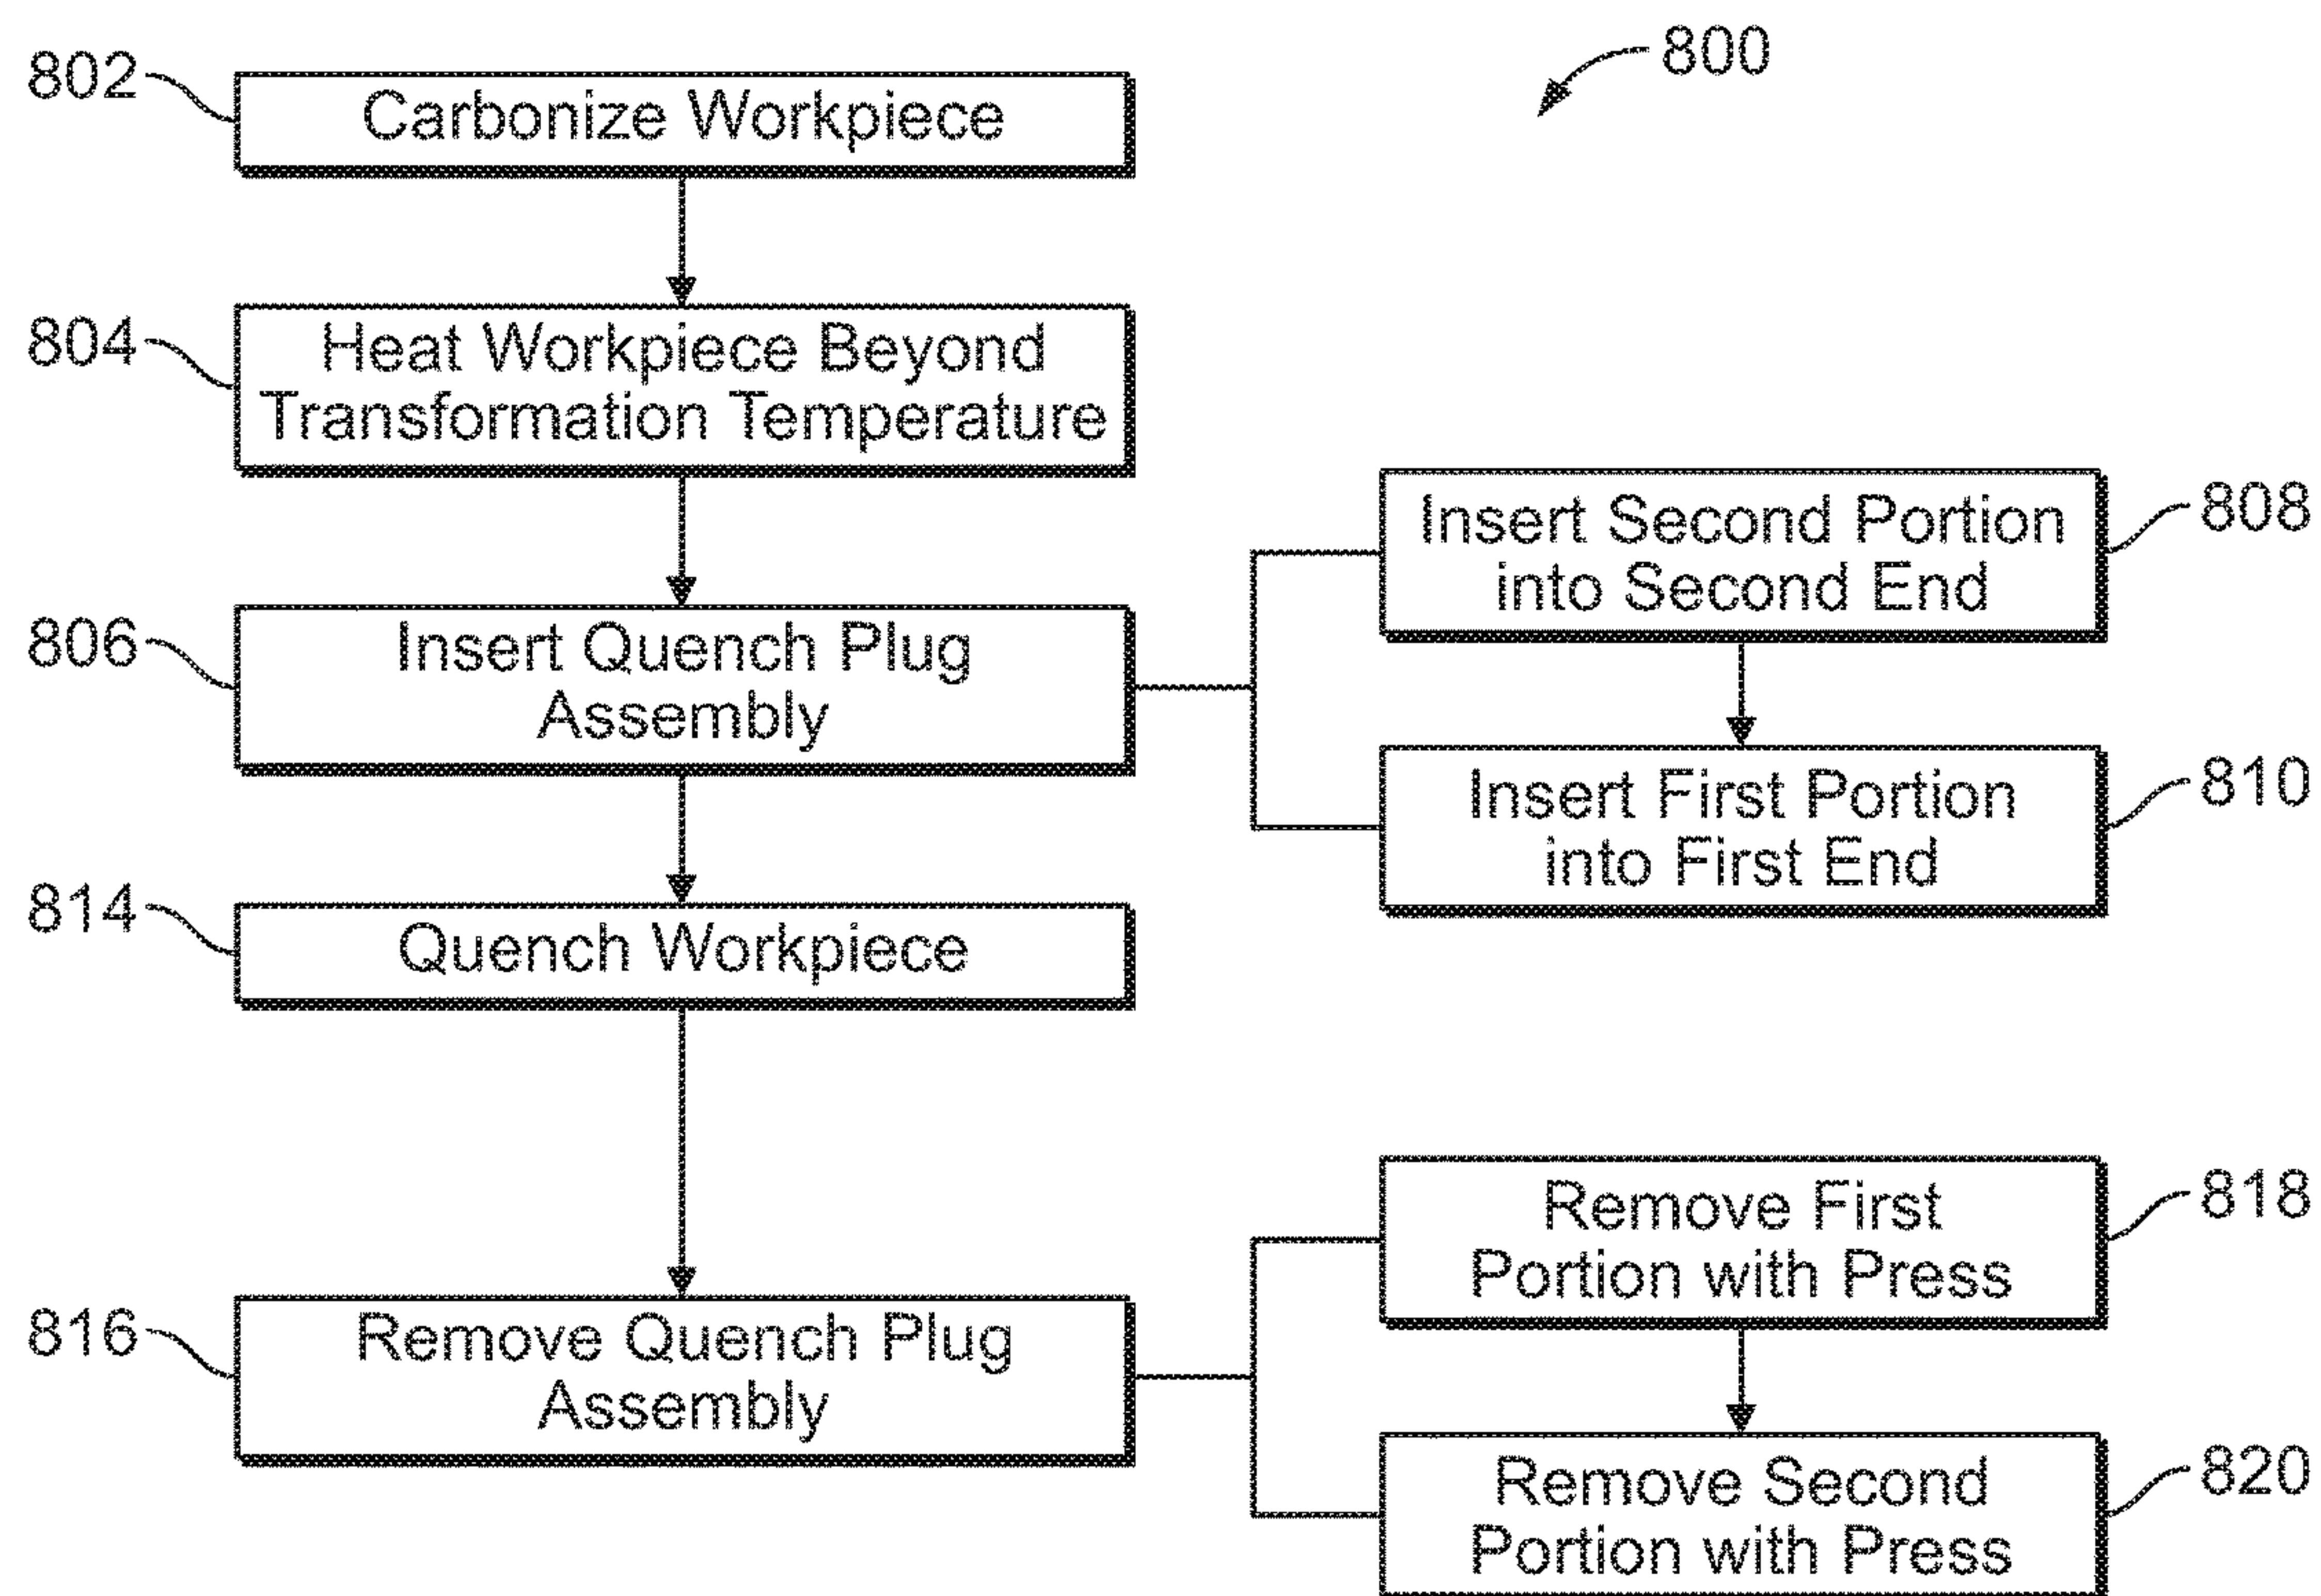 800
802
Carbonize Workpiece
804
Heat Workpiece Beyond
Transformation Temperature
806
Insert Quench Plug
Assembly
808
Insert Second Portion
into Second End
810
Insert First Portion
into First End
814
Quench Workpiece
816
Remove Quench Plug
Assembly
818
Remove First
Portion with Press
820
Remove Second
Portion with Press